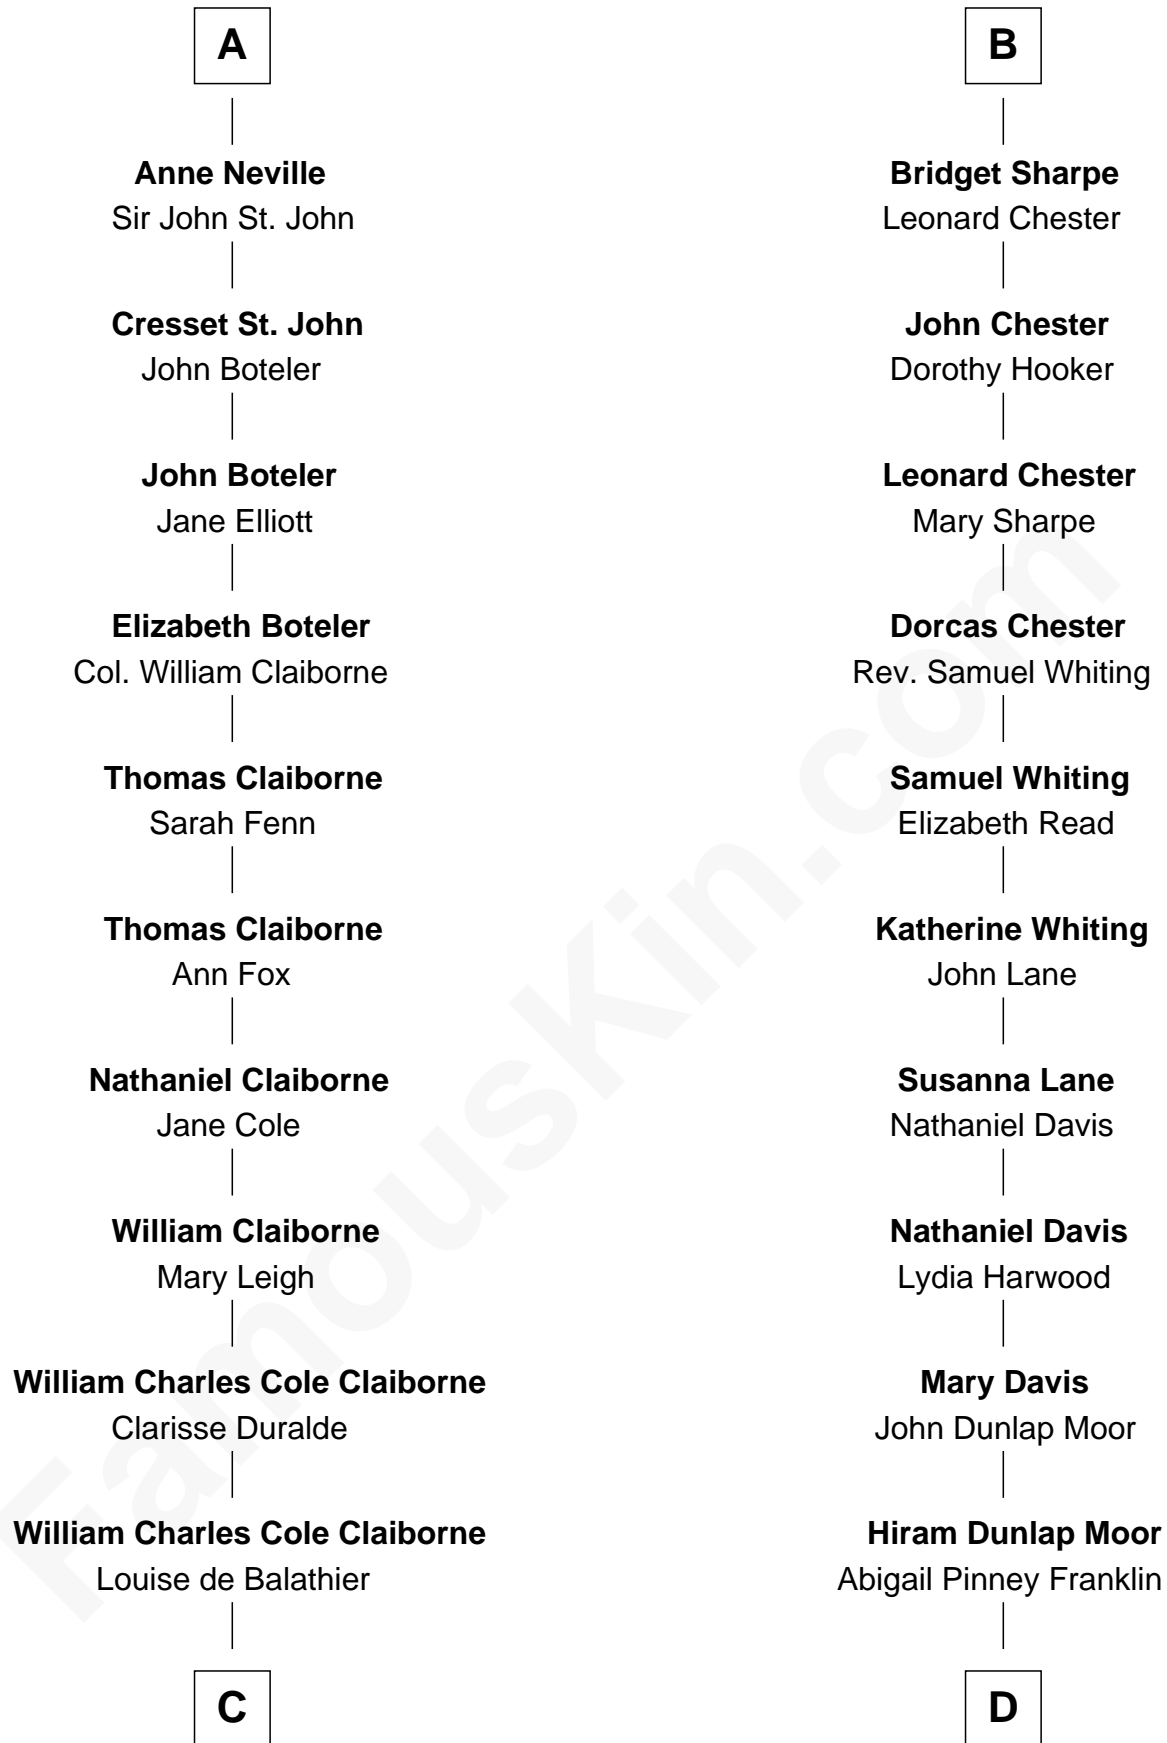 A
Anne Neville
Sir John St. John
Cresset St. John
John Boteler
John Boteler
Jane Elliott
Elizabeth Boteler
Col. William Claiborne
Thomas Claiborne
Sarah Fenn
Thomas Claiborne
Ann Fox
Nathaniel Claiborne
Jane Cole
William Claiborne
Mary Leigh
William Charles Cole Claiborne
Clarisse Duralde
William Charles Cole Claiborne
Louise de Balathier
C
B
Bridget Sharpe
Leonard Chester
John Chester
Dorothy Hooker
Leonard Chester
Mary Sharpe
Dorcas Chester
Rev. Samuel Whiting
Samuel Whiting
Elizabeth Read
Katherine Whiting
John Lane
Susanna Lane
Nathaniel Davis
Nathaniel Davis
Lydia Harwood
Mary Davis
John Dunlap Moor
Hiram Dunlap Moor
Abigail Pinney Franklin
D
FamousKin.com